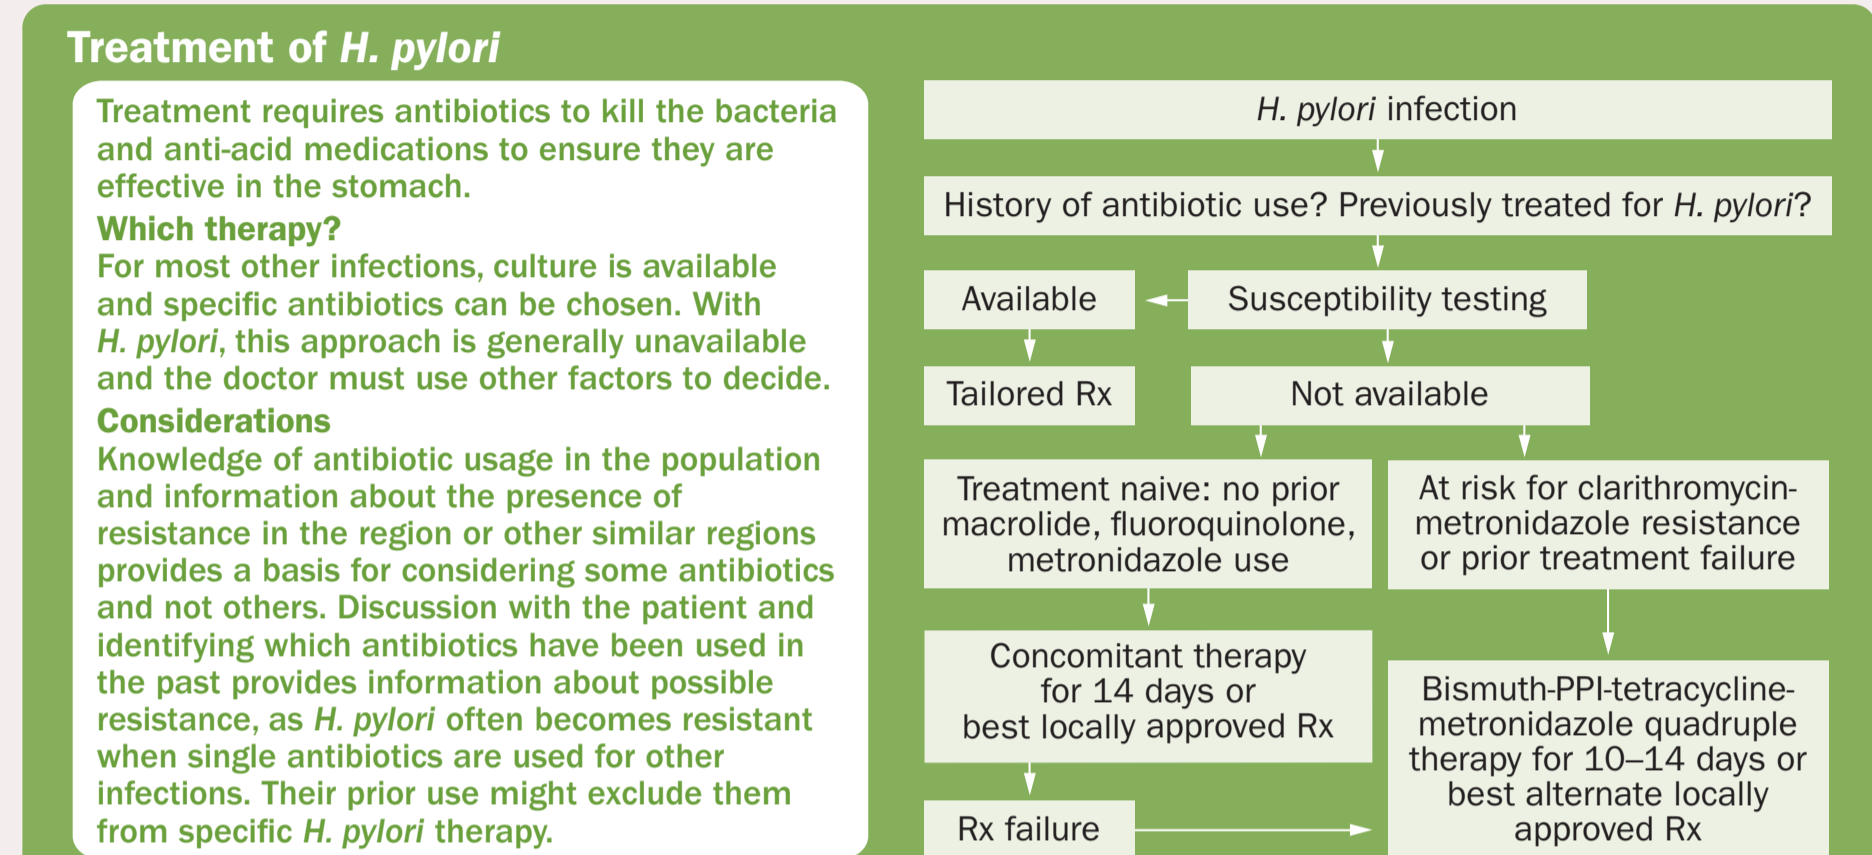 Treatment of H. pylori
Treatment requires antibiotics to kill the bacteria
and anti-acid medications to ensure they are
effective in the stomach.
Which therapy?
For most other infections, culture is available
and specific antibiotics can be chosen. With
H. pylori, this approach is generally unavailable
and the doctor must use other factors to decide.
Considerations
Knowledge of antibiotic usage in the population
and information about the presence of
resistance in the region or other similar regions
provides a basis for considering some antibiotics
and not others. Discussion with the patient and
identifying which antibiotics have been used in
the past provides information about possible
resistance, as H. pylori often becomes resistant
when single antibiotics are used for other
infections. Their prior use might exclude them
from specific H. pylori therapy.
H. pylori infection
History of antibiotic use? Previously treated for H. pylori?
Available
Susceptibility testing
Tailored Rx
Not available
Treatment naive: no prior
macrolide, fluoroquinolone,
metronidazole use
At risk for clarithromycin-
metronidazole resistance
or prior treatment failure
Concomitant therapy
for 14 days or
best locally approved Rx
Bismuth-PPI-tetracycline-
metronidazole quadruple
therapy for 10–14 days or
best alternate locally
approved Rx
Rx failure